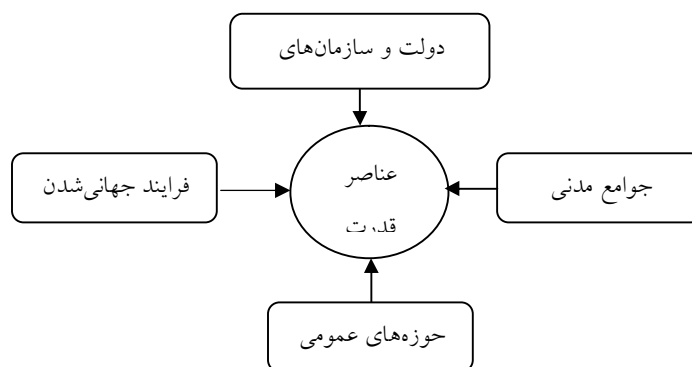 دولت و سازمان‌های
عناصر
قدرت
جوامع مدنی
فرایند جهانی‌شدن
حوزه‌های عمومی